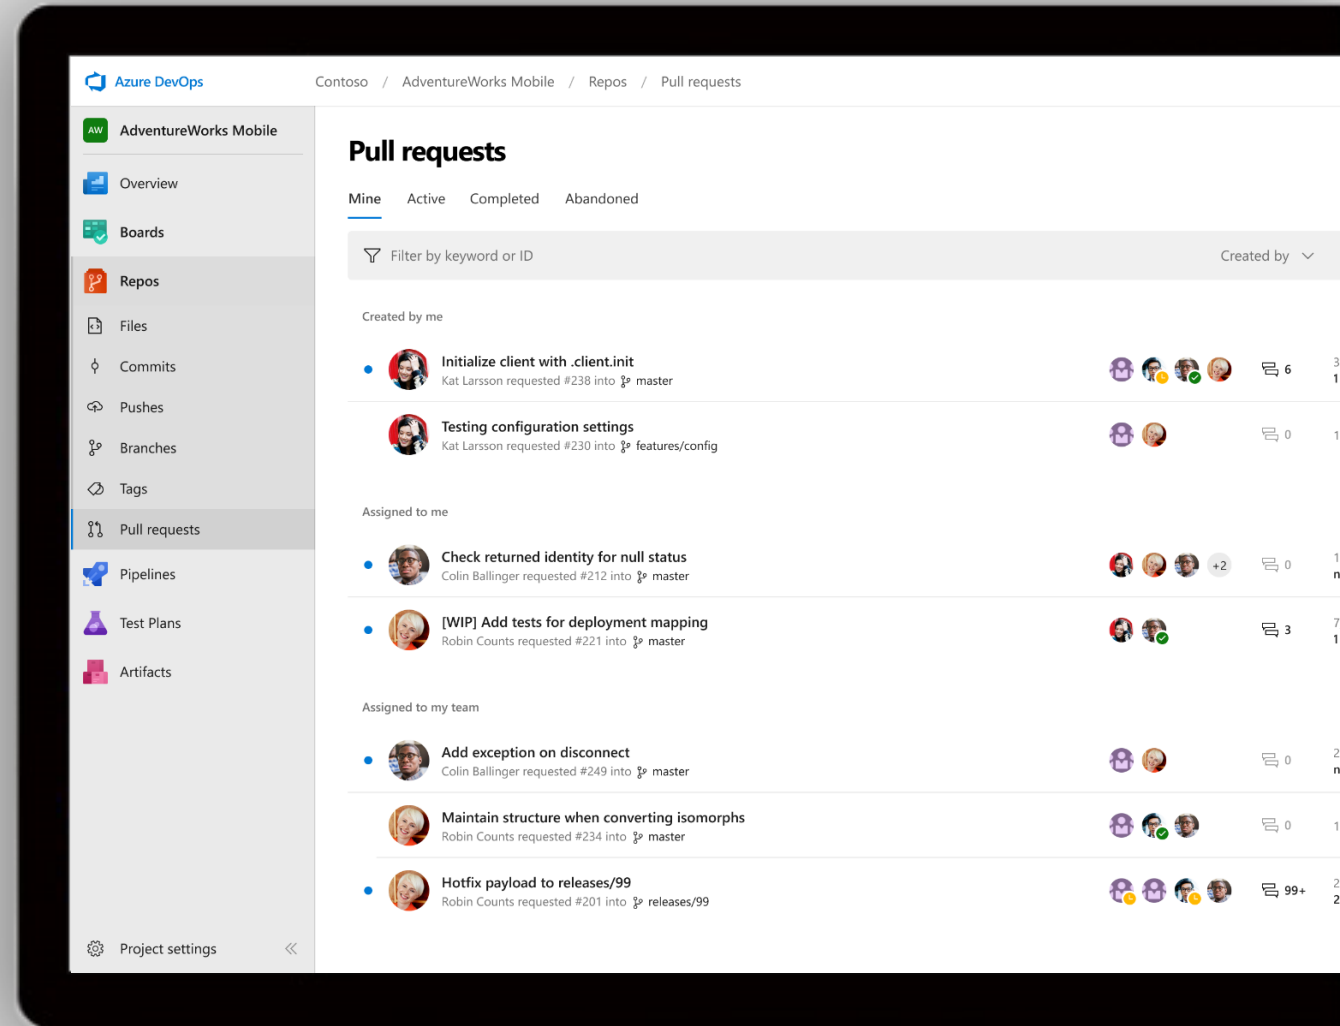 Azure DevOps
Contoso / AdventureWorks Mobile / Repos / Pull requests
AW AdventureWorks Mobile
Overview
Boards
Repos
Files
Commits
Pushes
Branches
Tags
Pull requests
Pipelines
Test Plans
Artifacts
Project settings
Pull requests
Mine Active Completed Abandoned
Filter by keyword or ID Created by
Created by me
Initialize client with .client.init
Kat Larsson requested #238 into master
6
Testing configuration settings
Kat Larsson requested #230 into features/config
0
Assigned to me
Check returned identity for null status
Colin Ballinger requested #212 into master
+2 0
[WIP] Add tests for deployment mapping
Robin Counts requested #221 into master
3
Assigned to my team
Add exception on disconnect
Colin Ballinger requested #249 into master
0
Maintain structure when converting isomorphs
Robin Counts requested #234 into master
0
Hotfix payload to releases/99
Robin Counts requested #201 into releases/99
99+